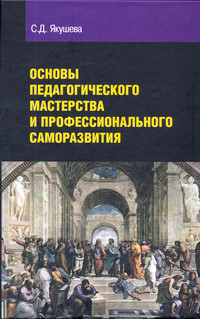 С.Д. Якушева
ОСНОВЫ
ПЕДАГОГИЧЕСКОГО
МАСТЕРСТВА
И ПРОФЕССИОНАЛЬНОГО
САМОРАЗВИТИЯ